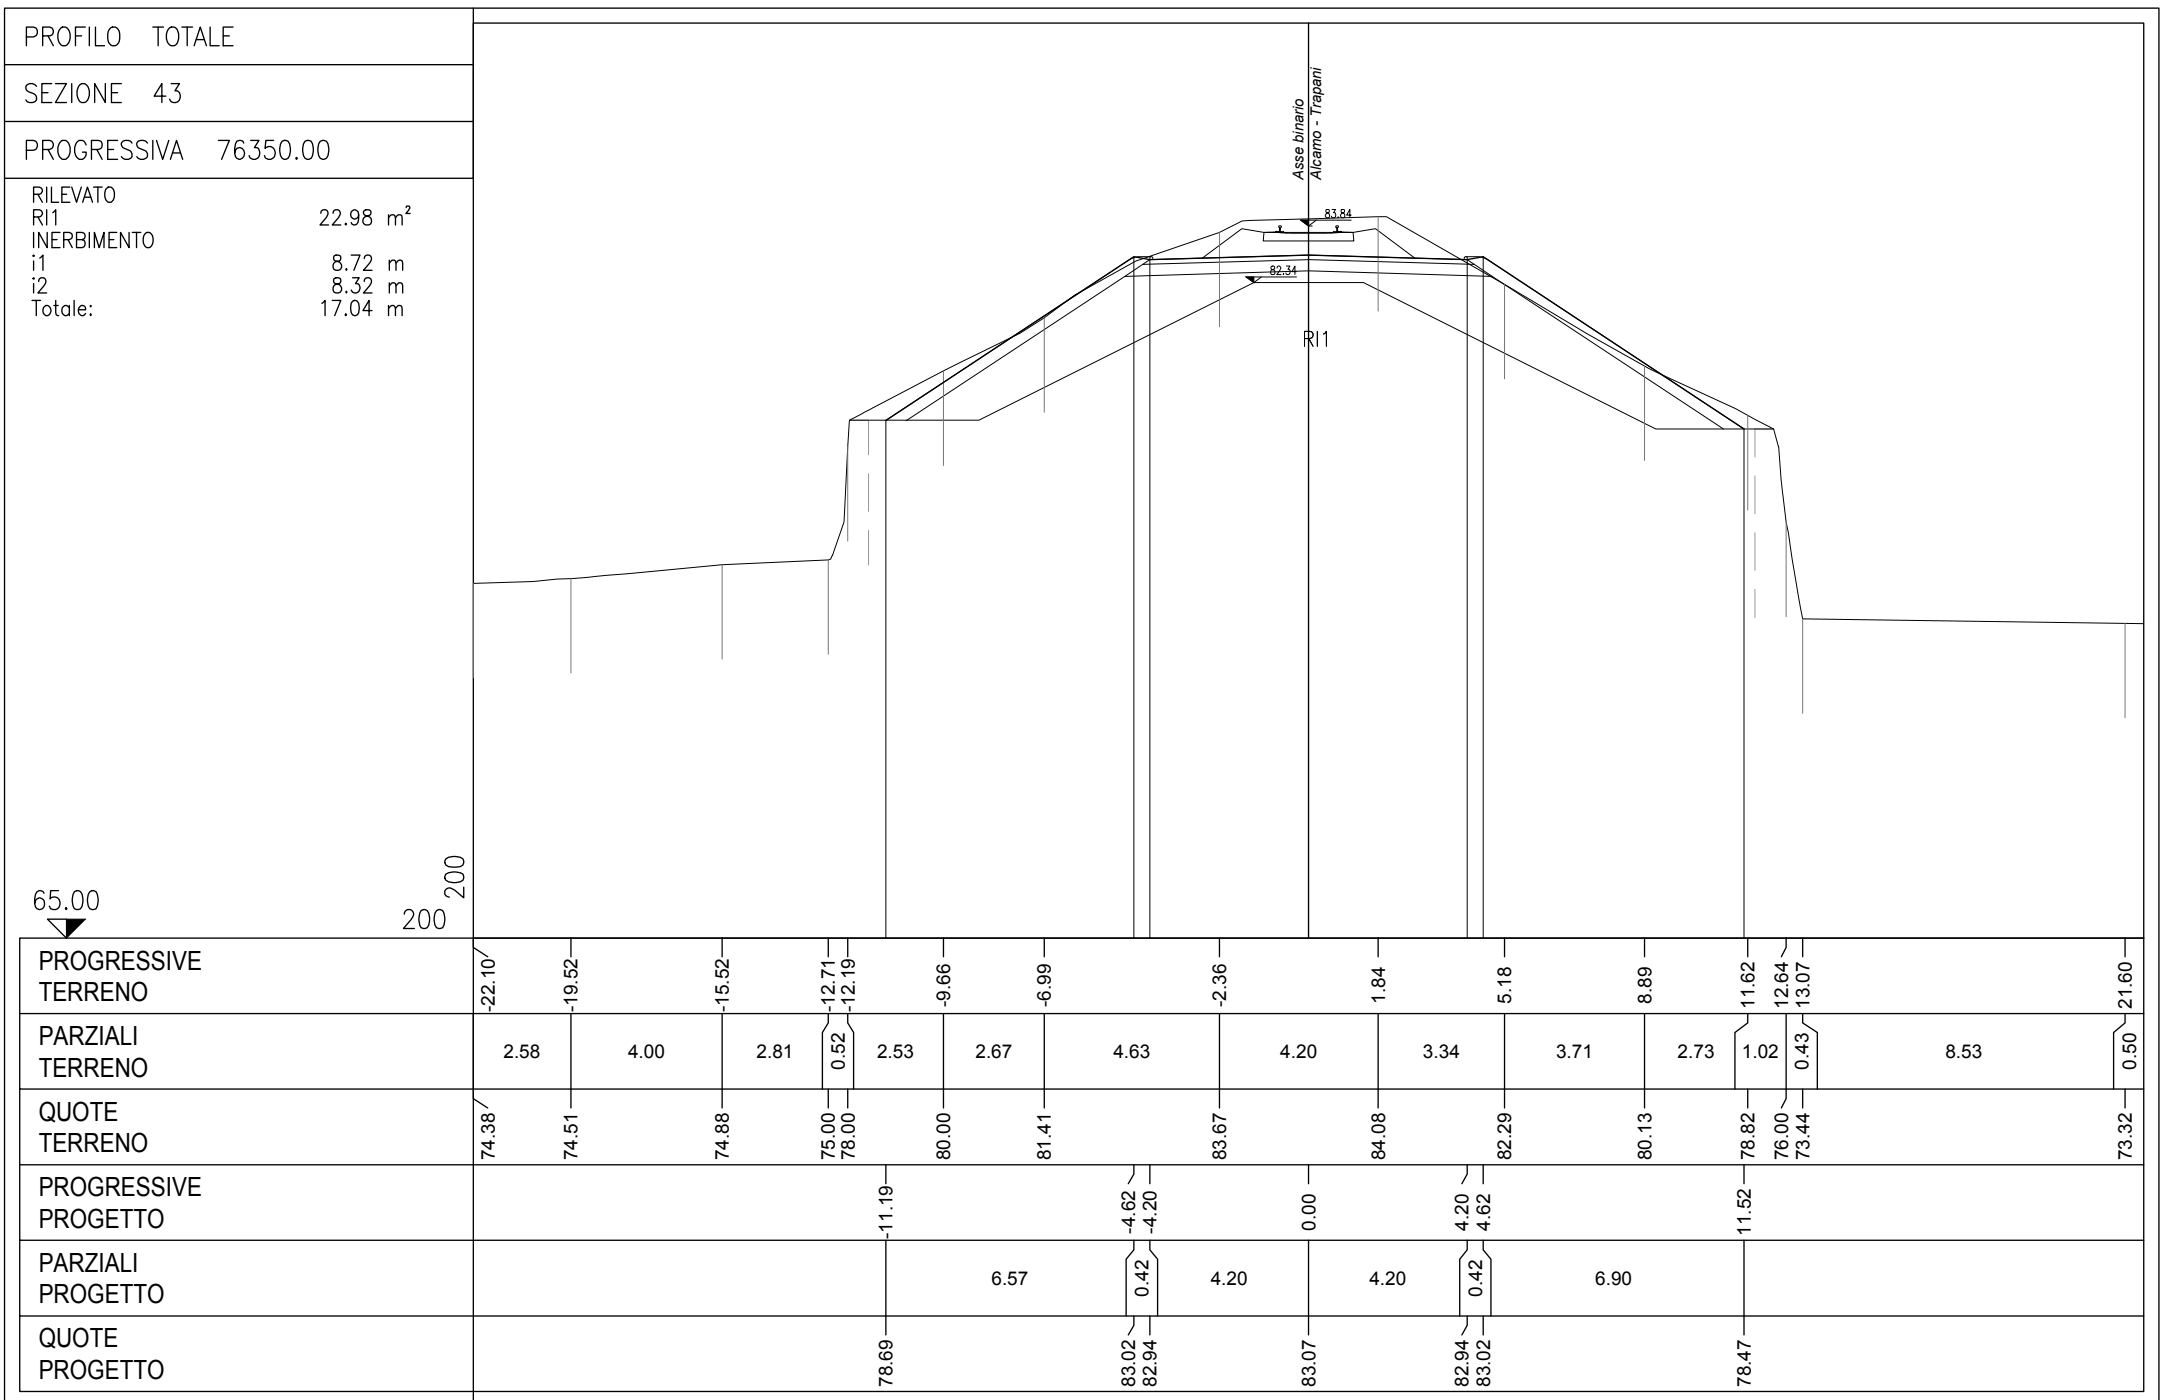 PROFILO TOTALE
SEZIONE 43
PROGRESSIVA 76350.00
RILEVATO
RI1 22.98 m²
INERBIMENTO
i1 8.72 m
i2 8.32 m
Totale: 17.04 m
Asse binario
Alcamo - Trapani
83.84
82.34
RI1
65.00
200
200
PROGRESSIVE
TERRENO
-22.10 -19.52 -15.52 -12.71 -12.19 -9.66 -6.99 -2.36 1.84 5.18 8.89 11.62 12.64 13.07 21.60
PARZIALI
TERRENO
2.58 4.00 2.81 0.52 2.53 2.67 4.63 4.20 3.34 3.71 2.73 1.02 0.43 8.53 0.50
QUOTE
TERRENO
74.38 74.51 74.88 75.00 78.00 80.00 81.41 83.67 84.08 82.29 80.13 78.82 76.00 73.44 73.32
PROGRESSIVE
PROGETTO
-11.19 -4.62 -4.20 0.00 4.20 4.62 11.52
PARZIALI
PROGETTO
6.57 0.42 4.20 4.20 0.42 6.90
QUOTE
PROGETTO
78.69 83.02 82.94 83.07 82.94 83.02 78.47